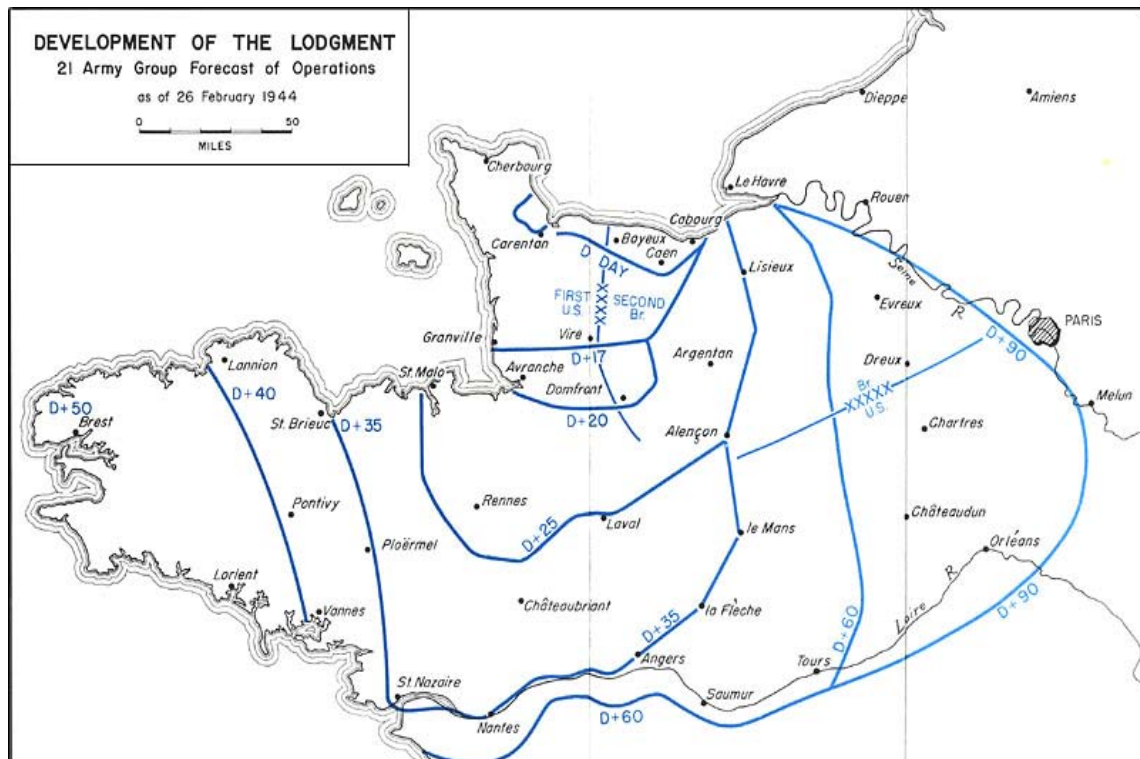 DEVELOPMENT OF THE LODGMENT
21 Army Group Forecast of Operations
as of 26 February 1944
0 50
MILES
Dieppe
Amiens
Cherbourg
Le Havre
Rouen
Cabourg
Carentan
Bayeux
Caen
D DAY
Lisieux
Seine R
Evreux
FIRST
U.S.
XXXX
SECOND
Br.
PARIS
Granville
Vire
D+17
Argentan
Dreux
D+90
Lannion
St. Malo
Avranche
Domfront
Br
XXXXX
U.S.
Melun
D+40
D+50
Brest
St. Brieuc
D+35
D+20
Alençon
Chartres
Pontivy
Rennes
D+25
Laval
le Mans
Châteaudun
Orléans
Ploërmel
Lorient
Vannes
Châteaubriant
la Flèche
D+35
D+60
Loire R
D+90
Angers
Tours
St. Nazaire
Nantes
D+60
Saumur